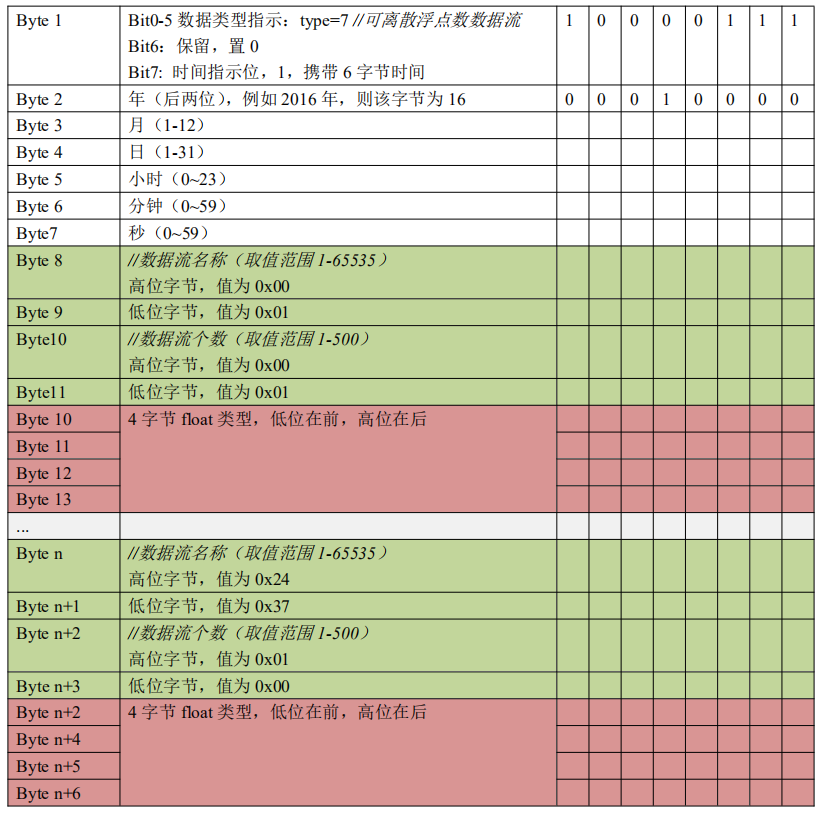 Byte 1 Bit0-5 数据类型指示：type=7 //可离散浮点数数据流 1 0 0 0 0 1 1 1
Bit6：保留，置 0
Bit7: 时间指示位，1，携带 6 字节时间
Byte 2 年（后两位），例如 2016 年，则该字节为 16 0 0 0 1 0 0 0 0
Byte 3 月（1-12）
Byte 4 日（1-31）
Byte 5 小时（0~23）
Byte 6 分钟（0~59）
Byte7 秒（0~59）
Byte 8 //数据流名称（取值范围 1-65535）
高位字节，值为 0x00
Byte 9 低位字节，值为 0x01
Byte10 //数据流个数（取值范围 1-500）
高位字节，值为 0x00
Byte11 低位字节，值为 0x01
Byte 10 4 字节 float 类型，低位在前，高位在后
Byte 11
Byte 12
Byte 13
...
Byte n //数据流名称（取值范围 1-65535）
高位字节，值为 0x24
Byte n+1 低位字节，值为 0x37
Byte n+2 //数据流个数（取值范围 1-500）
高位字节，值为 0x01
Byte n+3 低位字节，值为 0x00
Byte n+2 4 字节 float 类型，低位在前，高位在后
Byte n+4
Byte n+5
Byte n+6